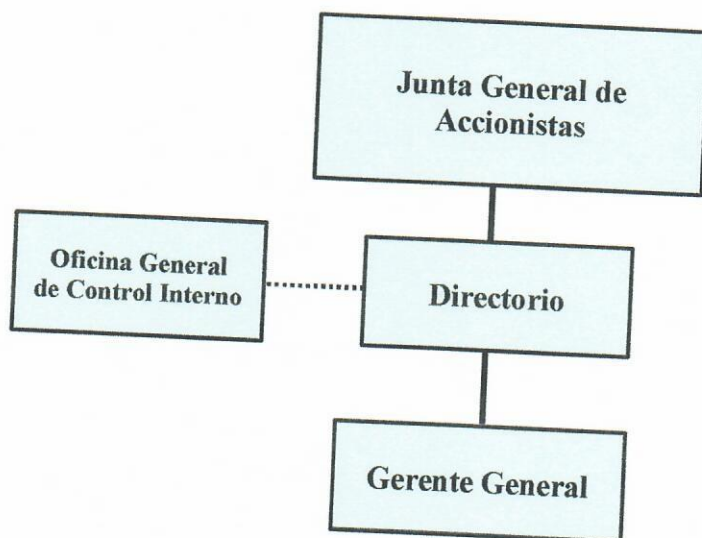 Junta General de
Accionistas
Oficina General
de Control Interno
Directorio
Gerente General